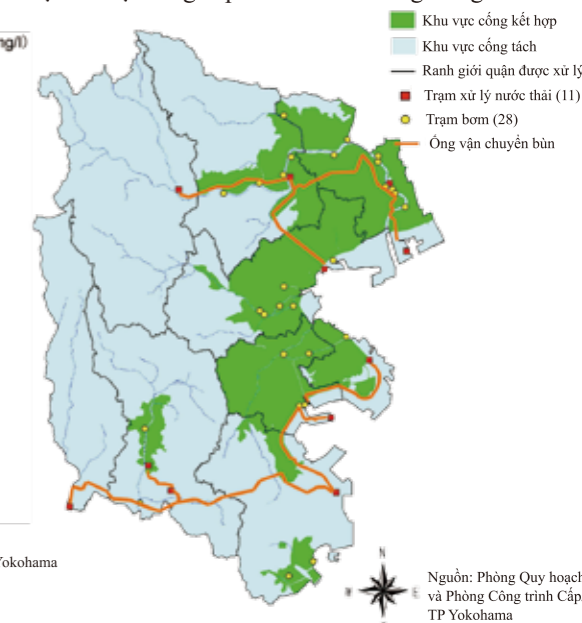 ng/l)
Khu vực cống kết hợp
Khu vực cống tách
Ranh giới quận được xử lý
Trạm xử lý nước thải (11)
Trạm bơm (28)
Ống vận chuyển bùn
Yokohama
N
E
Nguồn: Phòng Quy hoạch
và Phòng Công trình Cấp
TP Yokohama